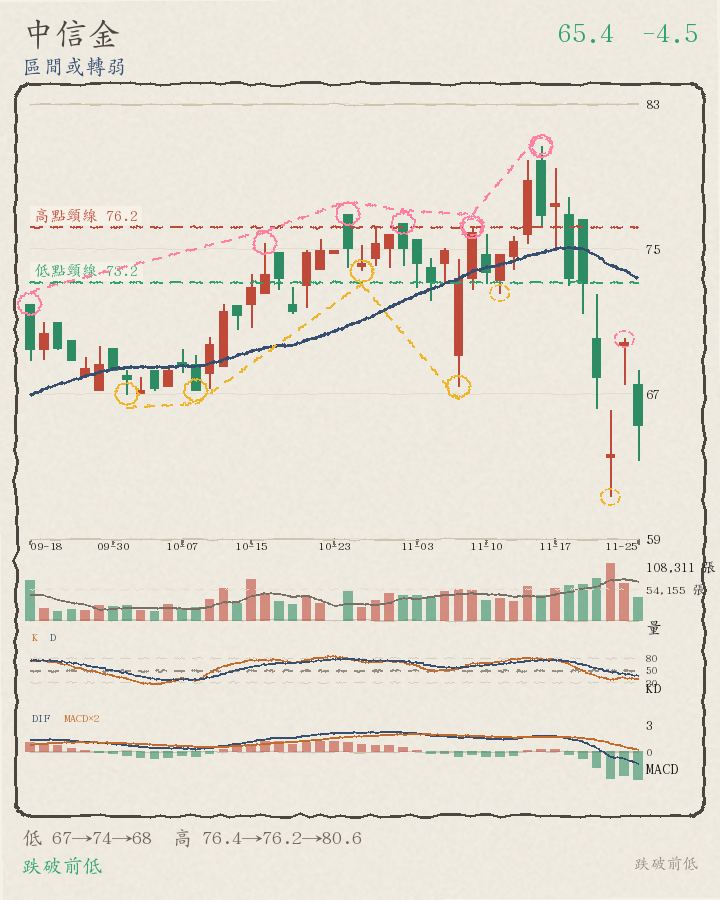 中信金
65.4 -4.5
區間或轉弱
83
高點頸線 76.2
75
低點頸線 73.2
67
59
09-18 09-30 10-07 10-15 10-23 11-03 11-10 11-17 11-25
108,311 張
54,155 張
量
K D
80
50
20
KD
DIF MACD×2
3
0
MACD
低 67→74→68 高 76.4→76.2→80.6
跌破前低
跌破前低